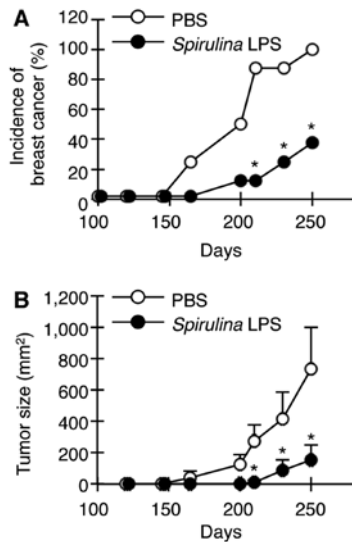 A
PBS
Spirulina LPS
Incidence of
breast cancer (%)
120
100
80
60
40
20
0
* * *
100 150 200 250
Days
B
PBS
Spirulina LPS
Tumor size (mm²)
1,200
1,000
800
600
400
200
0
* * *
100 150 200 250
Days